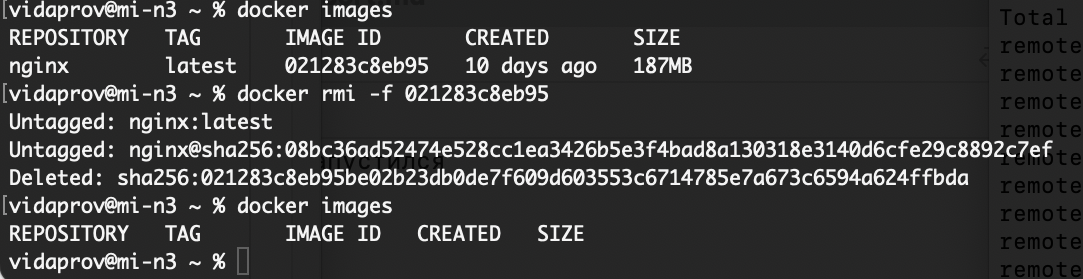 [vidaprov@mi-n3 ~ % docker images
REPOSITORY TAG IMAGE ID CREATED SIZE
nginx latest 021283c8eb95 10 days ago 187MB
[vidaprov@mi-n3 ~ % docker rmi -f 021283c8eb95
Untagged: nginx:latest
Untagged: nginx@sha256:08bc36ad52474e528cc1ea3426b5e3f4bad8a130318e3140d6cfe29c8892c7ef
Deleted: sha256:021283c8eb95be02b23db0de7f609d603553c6714785e7a673c6594a624ffbda
[vidaprov@mi-n3 ~ % docker images
REPOSITORY TAG IMAGE ID CREATED SIZE
vidaprov@mi-n3 ~ %
Total
remote
remote
remote
remote
remote
remote
remote
remote
remote